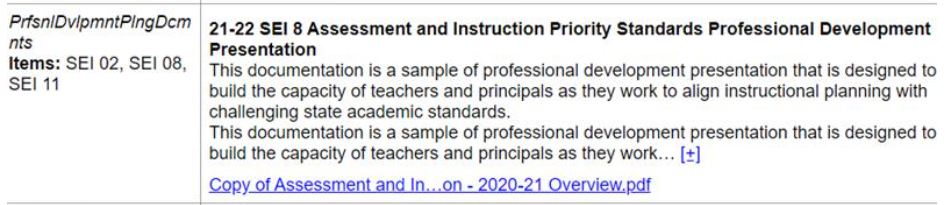 PrfsnlDvlpmntPlngDcm
nts
Items: SEI 02, SEI 08,
SEI 11
21-22 SEI 8 Assessment and Instruction Priority Standards Professional Development
Presentation
This documentation is a sample of professional development presentation that is designed to
build the capacity of teachers and principals as they work to align instructional planning with
challenging state academic standards.
This documentation is a sample of professional development presentation that is designed to
build the capacity of teachers and principals as they work… [+]
Copy of Assessment and In…on - 2020-21 Overview.pdf